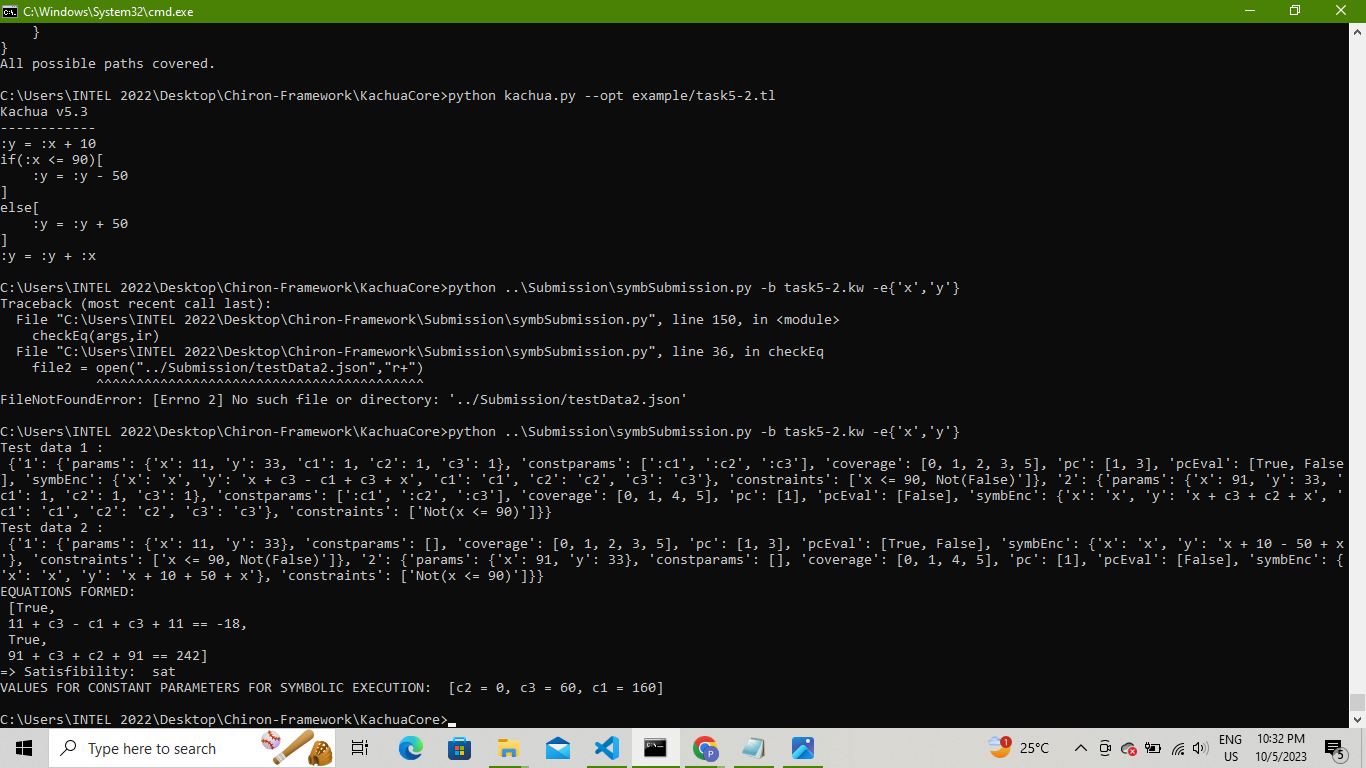 C:\Windows\System32\cmd.exe
    }
}
All possible paths covered.
C:\Users\INTEL 2022\Desktop\Chiron-Framework\KachuaCore>python kachua.py --opt example/task5-2.tl
Kachua v5.3
------------
:y = :x + 10
if(:x <= 90)[
    :y = :y - 50
]
else[
    :y = :y + 50
]
:y = :y + :x
C:\Users\INTEL 2022\Desktop\Chiron-Framework\KachuaCore>python ..\Submission\symbSubmission.py -b task5-2.kw -e{'x','y'}
Traceback (most recent call last):
  File "C:\Users\INTEL 2022\Desktop\Chiron-Framework\Submission\symbSubmission.py", line 150, in <module>
    checkEq(args,ir)
  File "C:\Users\INTEL 2022\Desktop\Chiron-Framework\Submission\symbSubmission.py", line 36, in checkEq
    file2 = open("../Submission/testData2.json","r+")
            ^^^^^^^^^^^^^^^^^^^^^^^^^^^^^^^^^^^^^^^^^
FileNotFoundError: [Errno 2] No such file or directory: '../Submission/testData2.json'
C:\Users\INTEL 2022\Desktop\Chiron-Framework\KachuaCore>python ..\Submission\symbSubmission.py -b task5-2.kw -e{'x','y'}
Test data 1 :
 {'1': {'params': {'x': 11, 'y': 33, 'c1': 1, 'c2': 1, 'c3': 1}, 'constparams': [':c1', ':c2', ':c3'], 'coverage': [0, 1, 2, 3, 5], 'pc': [1, 3], 'pcEval': [True, False
], 'symbEnc': {'x': 'x', 'y': 'x + c3 - c1 + c3 + x', 'c1': 'c1', 'c2': 'c2', 'c3': 'c3'}, 'constraints': ['x <= 90, Not(False)']}, '2': {'params': {'x': 91, 'y': 33, '
c1': 1, 'c2': 1, 'c3': 1}, 'constparams': [':c1', ':c2', ':c3'], 'coverage': [0, 1, 4, 5], 'pc': [1], 'pcEval': [False], 'symbEnc': {'x': 'x', 'y': 'x + c3 + c2 + x', '
c1': 'c1', 'c2': 'c2', 'c3': 'c3'}, 'constraints': ['Not(x <= 90)']}}
Test data 2 :
 {'1': {'params': {'x': 11, 'y': 33}, 'constparams': [], 'coverage': [0, 1, 2, 3, 5], 'pc': [1, 3], 'pcEval': [True, False], 'symbEnc': {'x': 'x', 'y': 'x + 10 - 50 + x
'}, 'constraints': ['x <= 90, Not(False)']}, '2': {'params': {'x': 91, 'y': 33}, 'constparams': [], 'coverage': [0, 1, 4, 5], 'pc': [1], 'pcEval': [False], 'symbEnc': {
'x': 'x', 'y': 'x + 10 + 50 + x'}, 'constraints': ['Not(x <= 90)']}}
EQUATIONS FORMED:
 [True,
 11 + c3 - c1 + c3 + 11 == -18,
 True,
 91 + c3 + c2 + 91 == 242]
=> Satisfibility:  sat
VALUES FOR CONSTANT PARAMETERS FOR SYMBOLIC EXECUTION:  [c2 = 0, c3 = 60, c1 = 160]
C:\Users\INTEL 2022\Desktop\Chiron-Framework\KachuaCore>
Type here to search
1
25°C
ENG
US
10:32 PM
10/5/2023
5